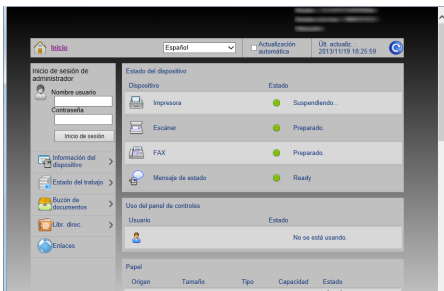 Inicio
Español
Actualización automática
Últ. actualiz. :
2013/11/19 18:25:59
Inicio de sesión de
administrador
Nombre usuario
Contraseña
Inicio de sesión
Información del
dispositivo
Estado del trabajo
Buzón de
documentos
Libr. direc.
Enlaces
Estado del dispositivo
Dispositivo Estado
Impresora Suspendiendo...
Escáner Preparado.
FAX Preparado.
Mensaje de estado Ready
Uso del panel de controles
Usuario Estado
No se está usando.
Papel
Origen Tamaño Tipo Capacidad Estado